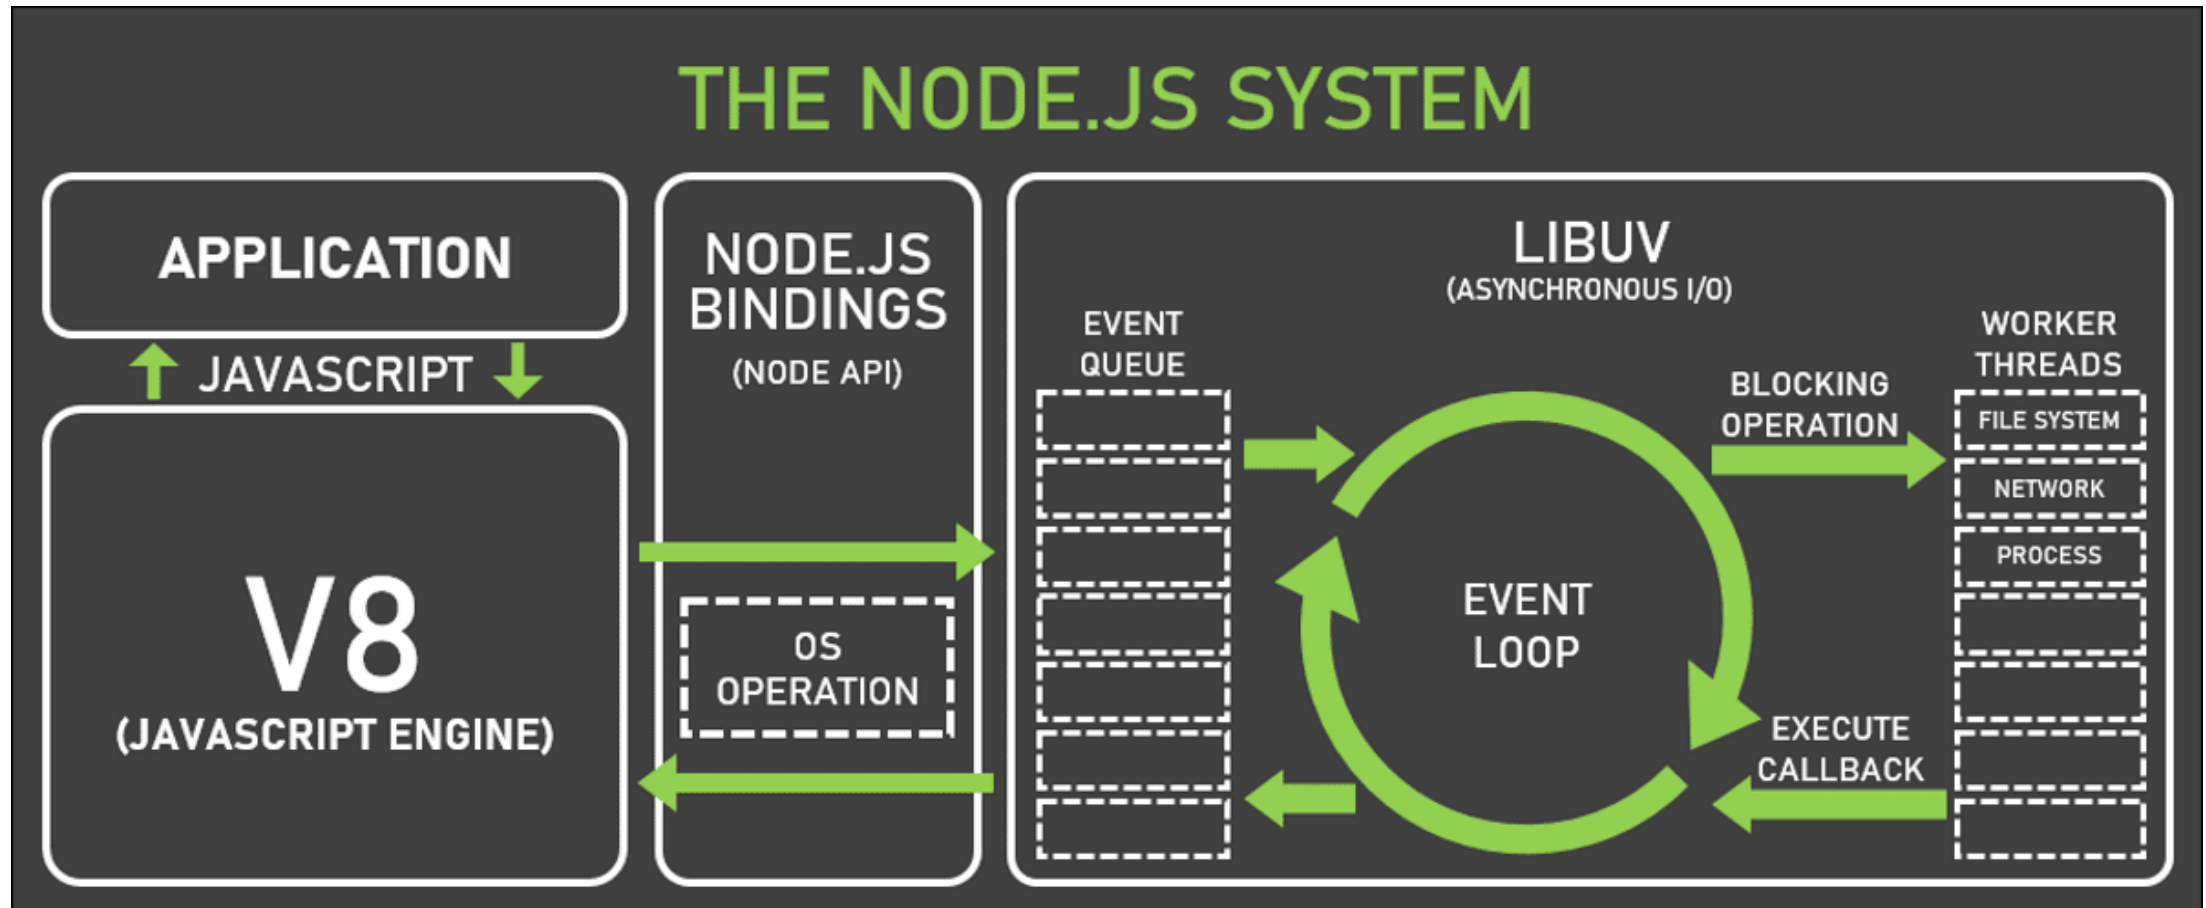 THE NODE.JS SYSTEM
APPLICATION
JAVASCRIPT
V8
(JAVASCRIPT ENGINE)
NODE.JS
BINDINGS
(NODE API)
OS
OPERATION
LIBUV
(ASYNCHRONOUS I/O)
EVENT
QUEUE
EVENT
LOOP
BLOCKING
OPERATION
EXECUTE
CALLBACK
WORKER
THREADS
FILE SYSTEM
NETWORK
PROCESS